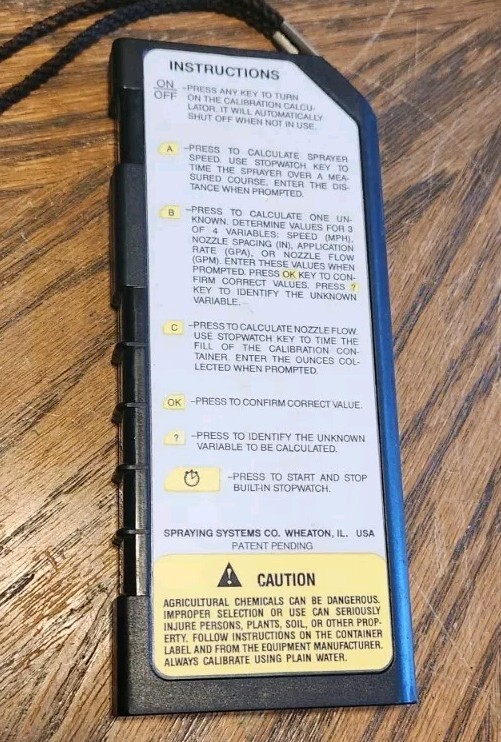 INSTRUCTIONS
ON
OFF
-PRESS ANY KEY TO TURN
ON THE CALIBRATION CALCU-
LATOR. IT WILL AUTOMATICALLY
SHUT OFF WHEN NOT IN USE.
A -PRESS TO CALCULATE SPRAYER
SPEED. USE STOPWATCH KEY TO
TIME THE SPRAYER OVER A MEA-
SURED COURSE. ENTER THE DIS-
TANCE WHEN PROMPTED.
B -PRESS TO CALCULATE ONE UN-
KNOWN. DETERMINE VALUES FOR 3
OF 4 VARIABLES: SPEED (MPH),
NOZZLE SPACING (IN), APPLICATION
RATE (GPA), OR NOZZLE FLOW
(GPM). ENTER THESE VALUES WHEN
PROMPTED. PRESS OK KEY TO CON-
FIRM CORRECT VALUES. PRESS ?
KEY TO IDENTIFY THE UNKNOWN
VARIABLE.
C -PRESS TO CALCULATE NOZZLE FLOW.
USE STOPWATCH KEY TO TIME THE
FILL OF THE CALIBRATION CON-
TAINER. ENTER THE OUNCES COL-
LECTED WHEN PROMPTED.
OK -PRESS TO CONFIRM CORRECT VALUE.
? -PRESS TO IDENTIFY THE UNKNOWN
VARIABLE TO BE CALCULATED.
-PRESS TO START AND STOP
BUILT-IN STOPWATCH.
SPRAYING SYSTEMS CO. WHEATON, IL. USA
PATENT PENDING
CAUTION
AGRICULTURAL CHEMICALS CAN BE DANGEROUS.
IMPROPER SELECTION OR USE CAN SERIOUSLY
INJURE PERSONS, PLANTS, SOIL, OR OTHER PROP-
ERTY. FOLLOW INSTRUCTIONS ON THE CONTAINER
LABEL AND FROM THE EQUIPMENT MANUFACTURER.
ALWAYS CALIBRATE USING PLAIN WATER.